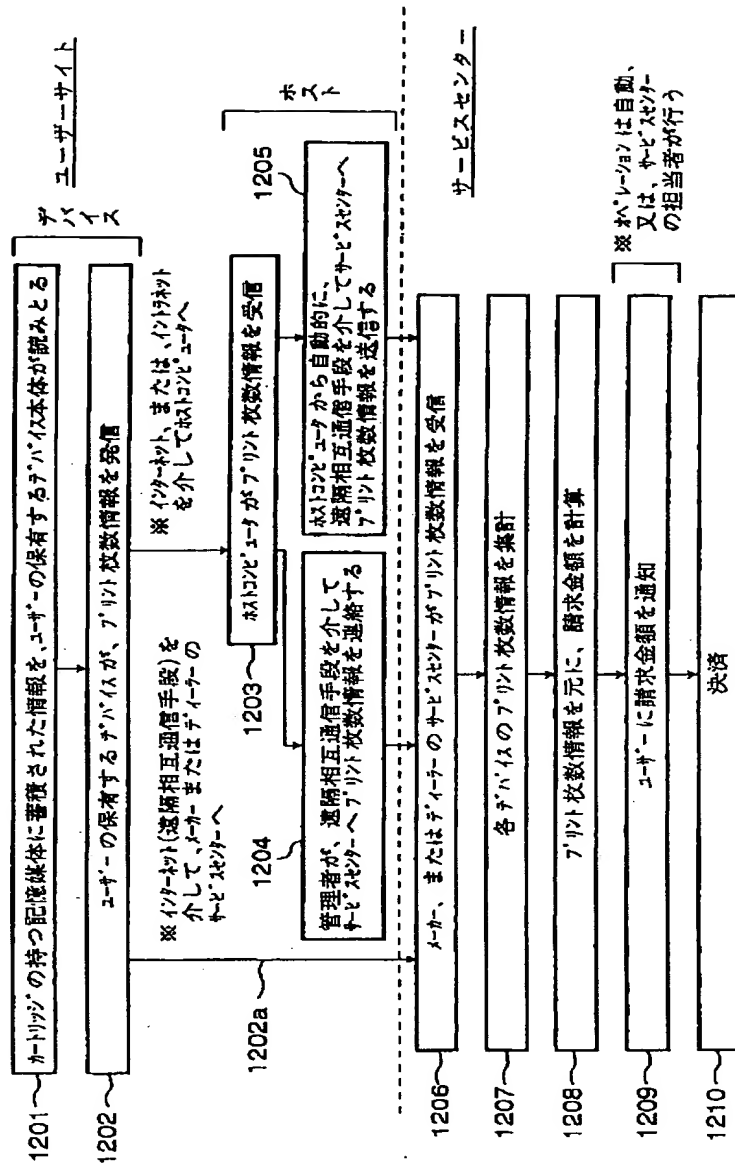 ユーザーサイト
デバイス
1201
カートリッジの持つ記憶媒体に蓄積された情報を、ユーザーの保有するデバイス本体が読みとる
1202
ユーザーの保有するデバイスが、プリント枚数情報を発信
※インターネット(遠隔相互通信手段)を
介して、メーカーまたはディーラーの
サービスセンターへ
※インターネット、または、イントラネット
を介してホストコンピュータへ
1202a
ホスト
1203
ホストコンピュータがプリント枚数情報を受信
1204
管理者が、遠隔相互通信手段を介して
サービスセンターへプリント枚数情報を連絡する
1205
ホストコンピュータから自動的に、
遠隔相互通信手段を介してサービスセンターへ
プリント枚数情報を送信する
サービスセンター
1206
メーカー、またはディーラーのサービスセンターがプリント枚数情報を受信
1207
各デバイスのプリント枚数情報を集計
1208
プリント枚数情報を元に、請求金額を計算
1209
ユーザーに請求金額を通知
※オペレーションは自動、
又は、サービスセンター
の担当者が行う
1210
決済